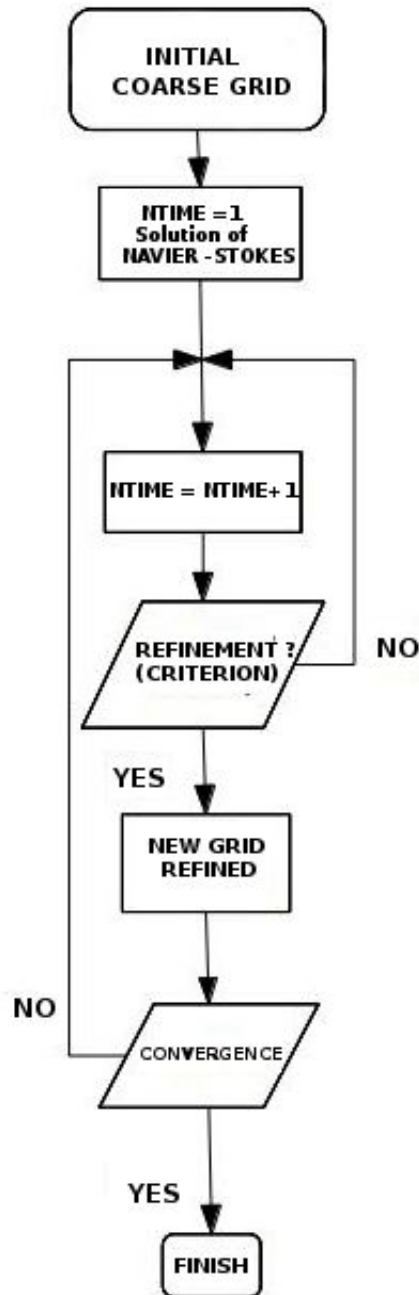 INITIAL
COARSE GRID
NTIME =1
Solution of
NAVIER -STOKES
NTIME = NTIME+1
REFINEMENT ?
(CRITERION)
NO
YES
NEW GRID
REFINED
NO
CONVERGENCE
YES
FINISH